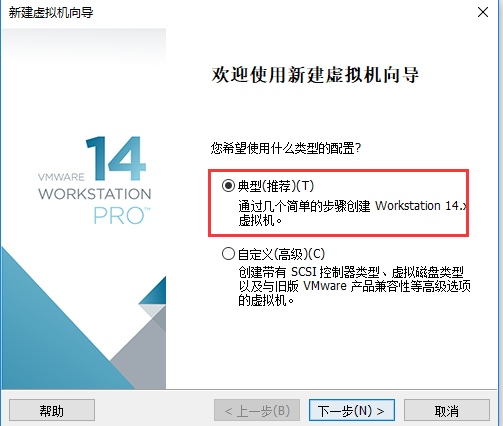 新建虚拟机向导
欢迎使用新建虚拟机向导
VMWARE 14
WORKSTATION
PRO™
您希望使用什么类型的配置?
典型(推荐)(T)
通过几个简单的步骤创建 Workstation 14.x
虚拟机。
自定义(高级)(C)
创建带有 SCSI 控制器类型、虚拟磁盘类型
以及与旧版 VMware 产品兼容性等高级选项
的虚拟机。
帮助
< 上一步(B)
下一步(N) >
取消